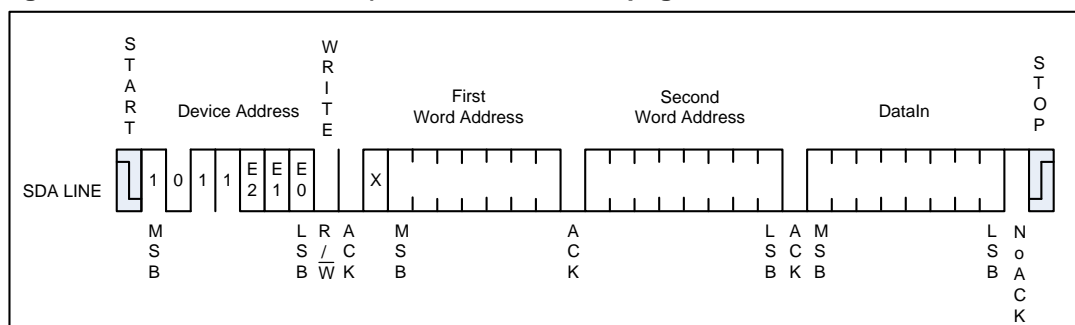 START
WRITE
STOP
Device Address
First
Word Address
Second
Word Address
DataIn
SDA LINE
1 0 1 1 E2 E1 E0 X
MSB
LSB
R/W
ACK
MSB
ACK
LSB
ACK
MSB
LSB
NoACK